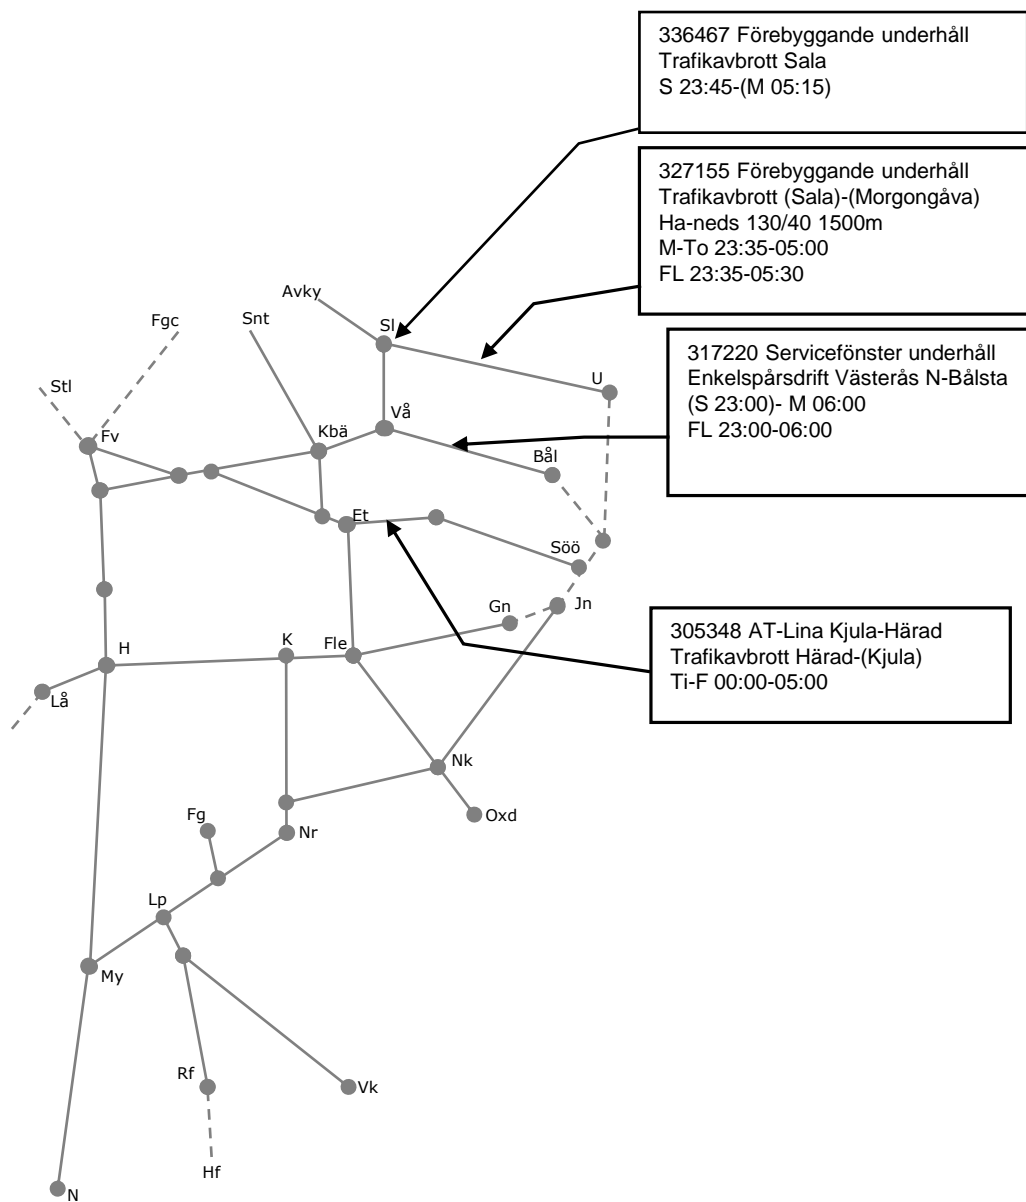 336467 Förebyggande underhåll
Trafikavbrott Sala
S 23:45-(M 05:15)
327155 Förebyggande underhåll
Trafikavbrott (Sala)-(Morgongåva)
Ha-neds 130/40 1500m
M-To 23:35-05:00
FL 23:35-05:30
317220 Servicefönster underhåll
Enkelspårsdrift Västerås N-Bålsta
(S 23:00)- M 06:00
FL 23:00-06:00
305348 AT-Lina Kjula-Härad
Trafikavbrott Härad-(Kjula)
Ti-F 00:00-05:00
Avky
Fgc
Snt
Sl
Stl
U
Vå
Fv
Kbä
Bål
Et
Söö
Gn
Jn
H
K
Fle
Lå
Nk
Fg
Oxd
Nr
Lp
My
Rf
Vk
Hf
N